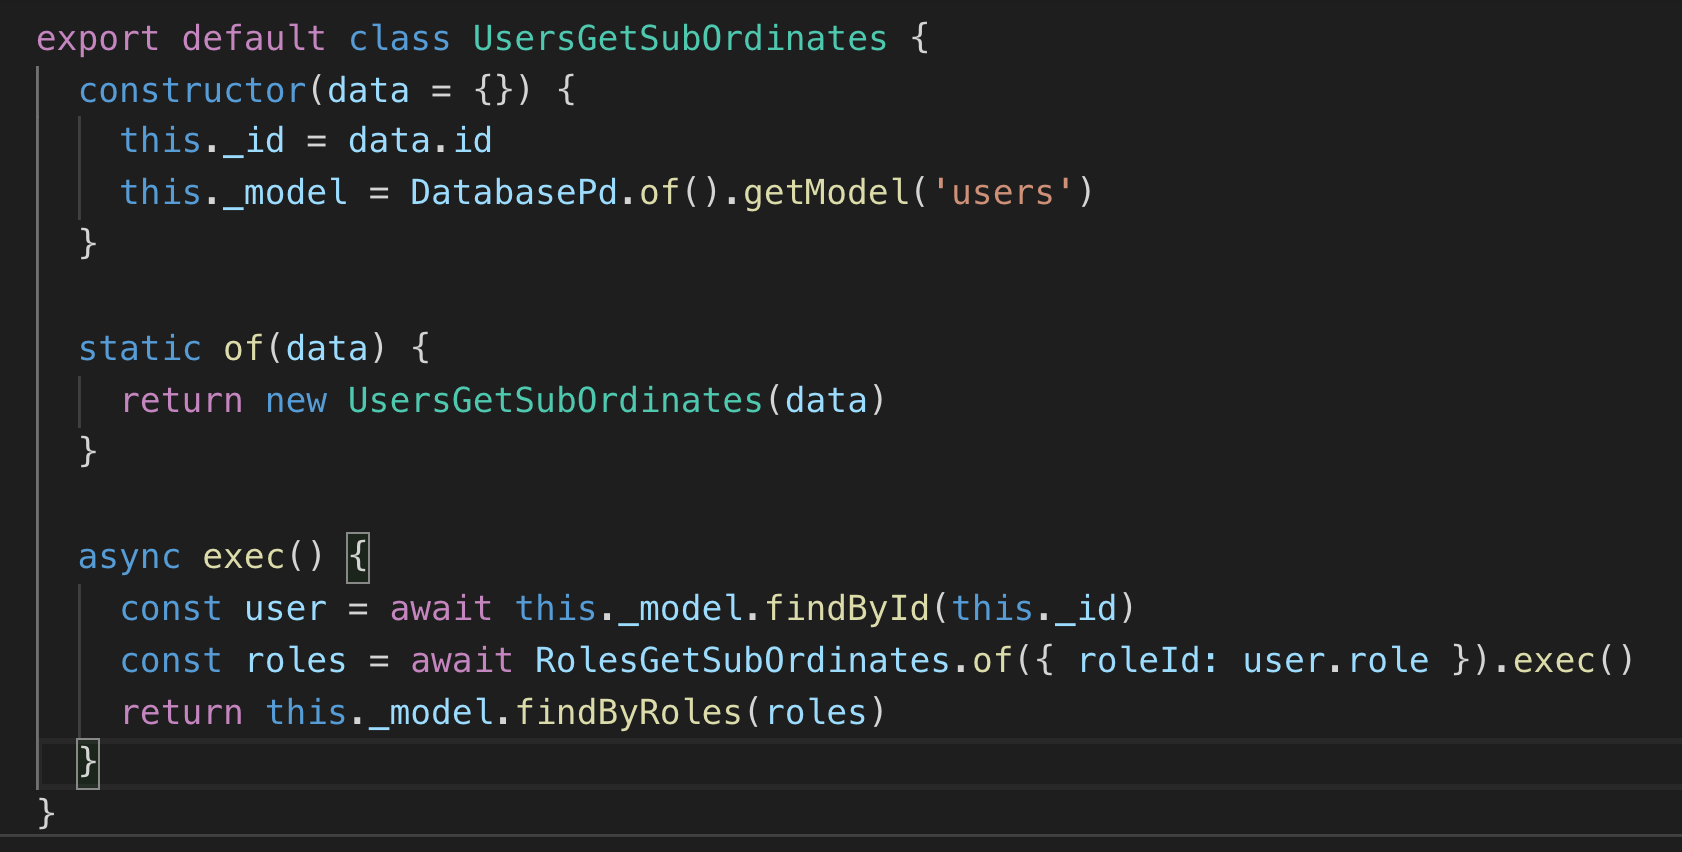 export default class UsersGetSubOrdinates {
  constructor(data = {}) {
    this._id = data.id
    this._model = DatabasePd.of().getModel('users')
  }

  static of(data) {
    return new UsersGetSubOrdinates(data)
  }

  async exec() {
    const user = await this._model.findById(this._id)
    const roles = await RolesGetSubOrdinates.of({ roleId: user.role }).exec()
    return this._model.findByRoles(roles)
  }
}